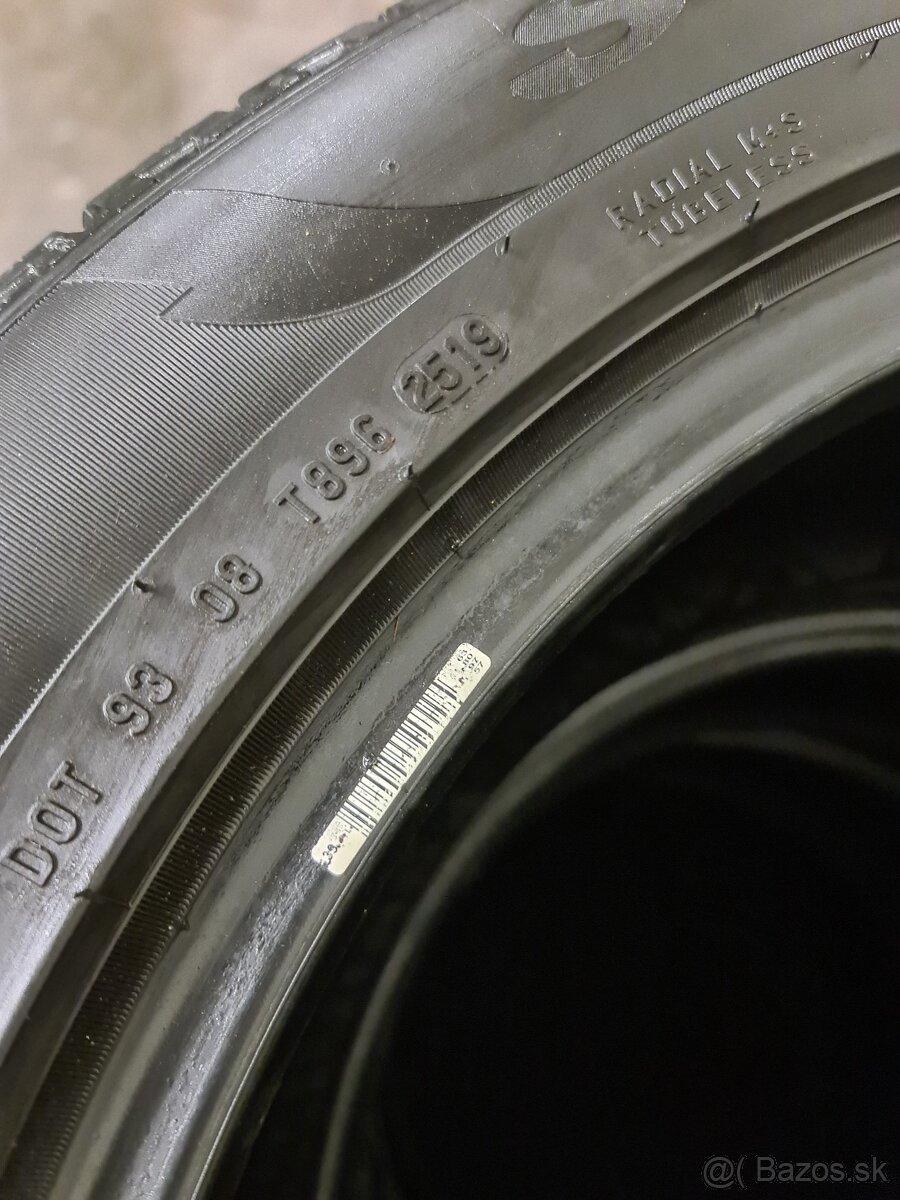 S
RADIAL M+S
TUBELESS
DOT 93 08 T896 2519
@( Bazos.sk